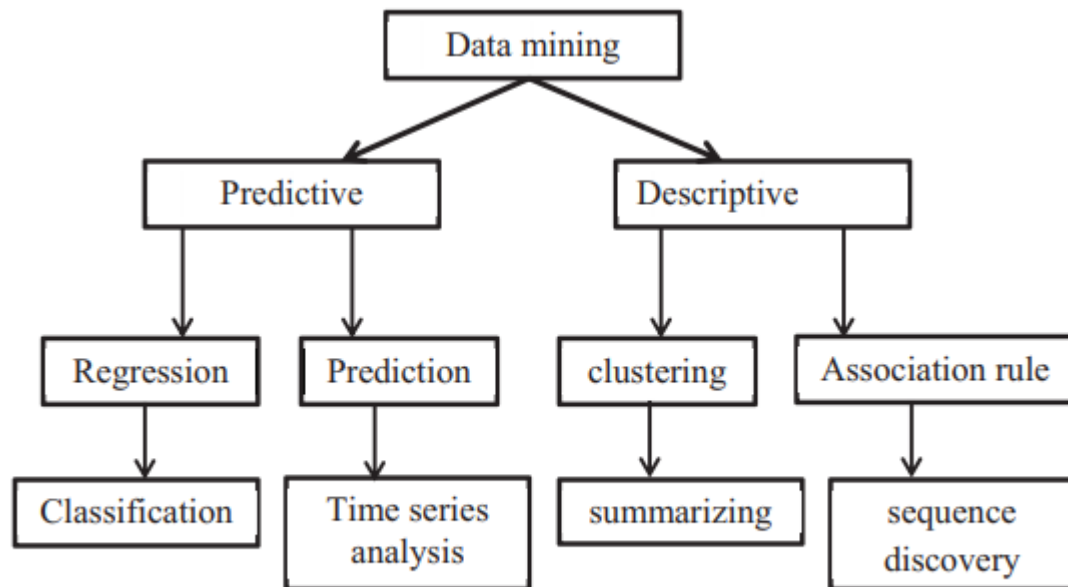 Data mining
Predictive
Descriptive
Regression
Prediction
clustering
Association rule
Classification
Time series
analysis
summarizing
sequence
discovery